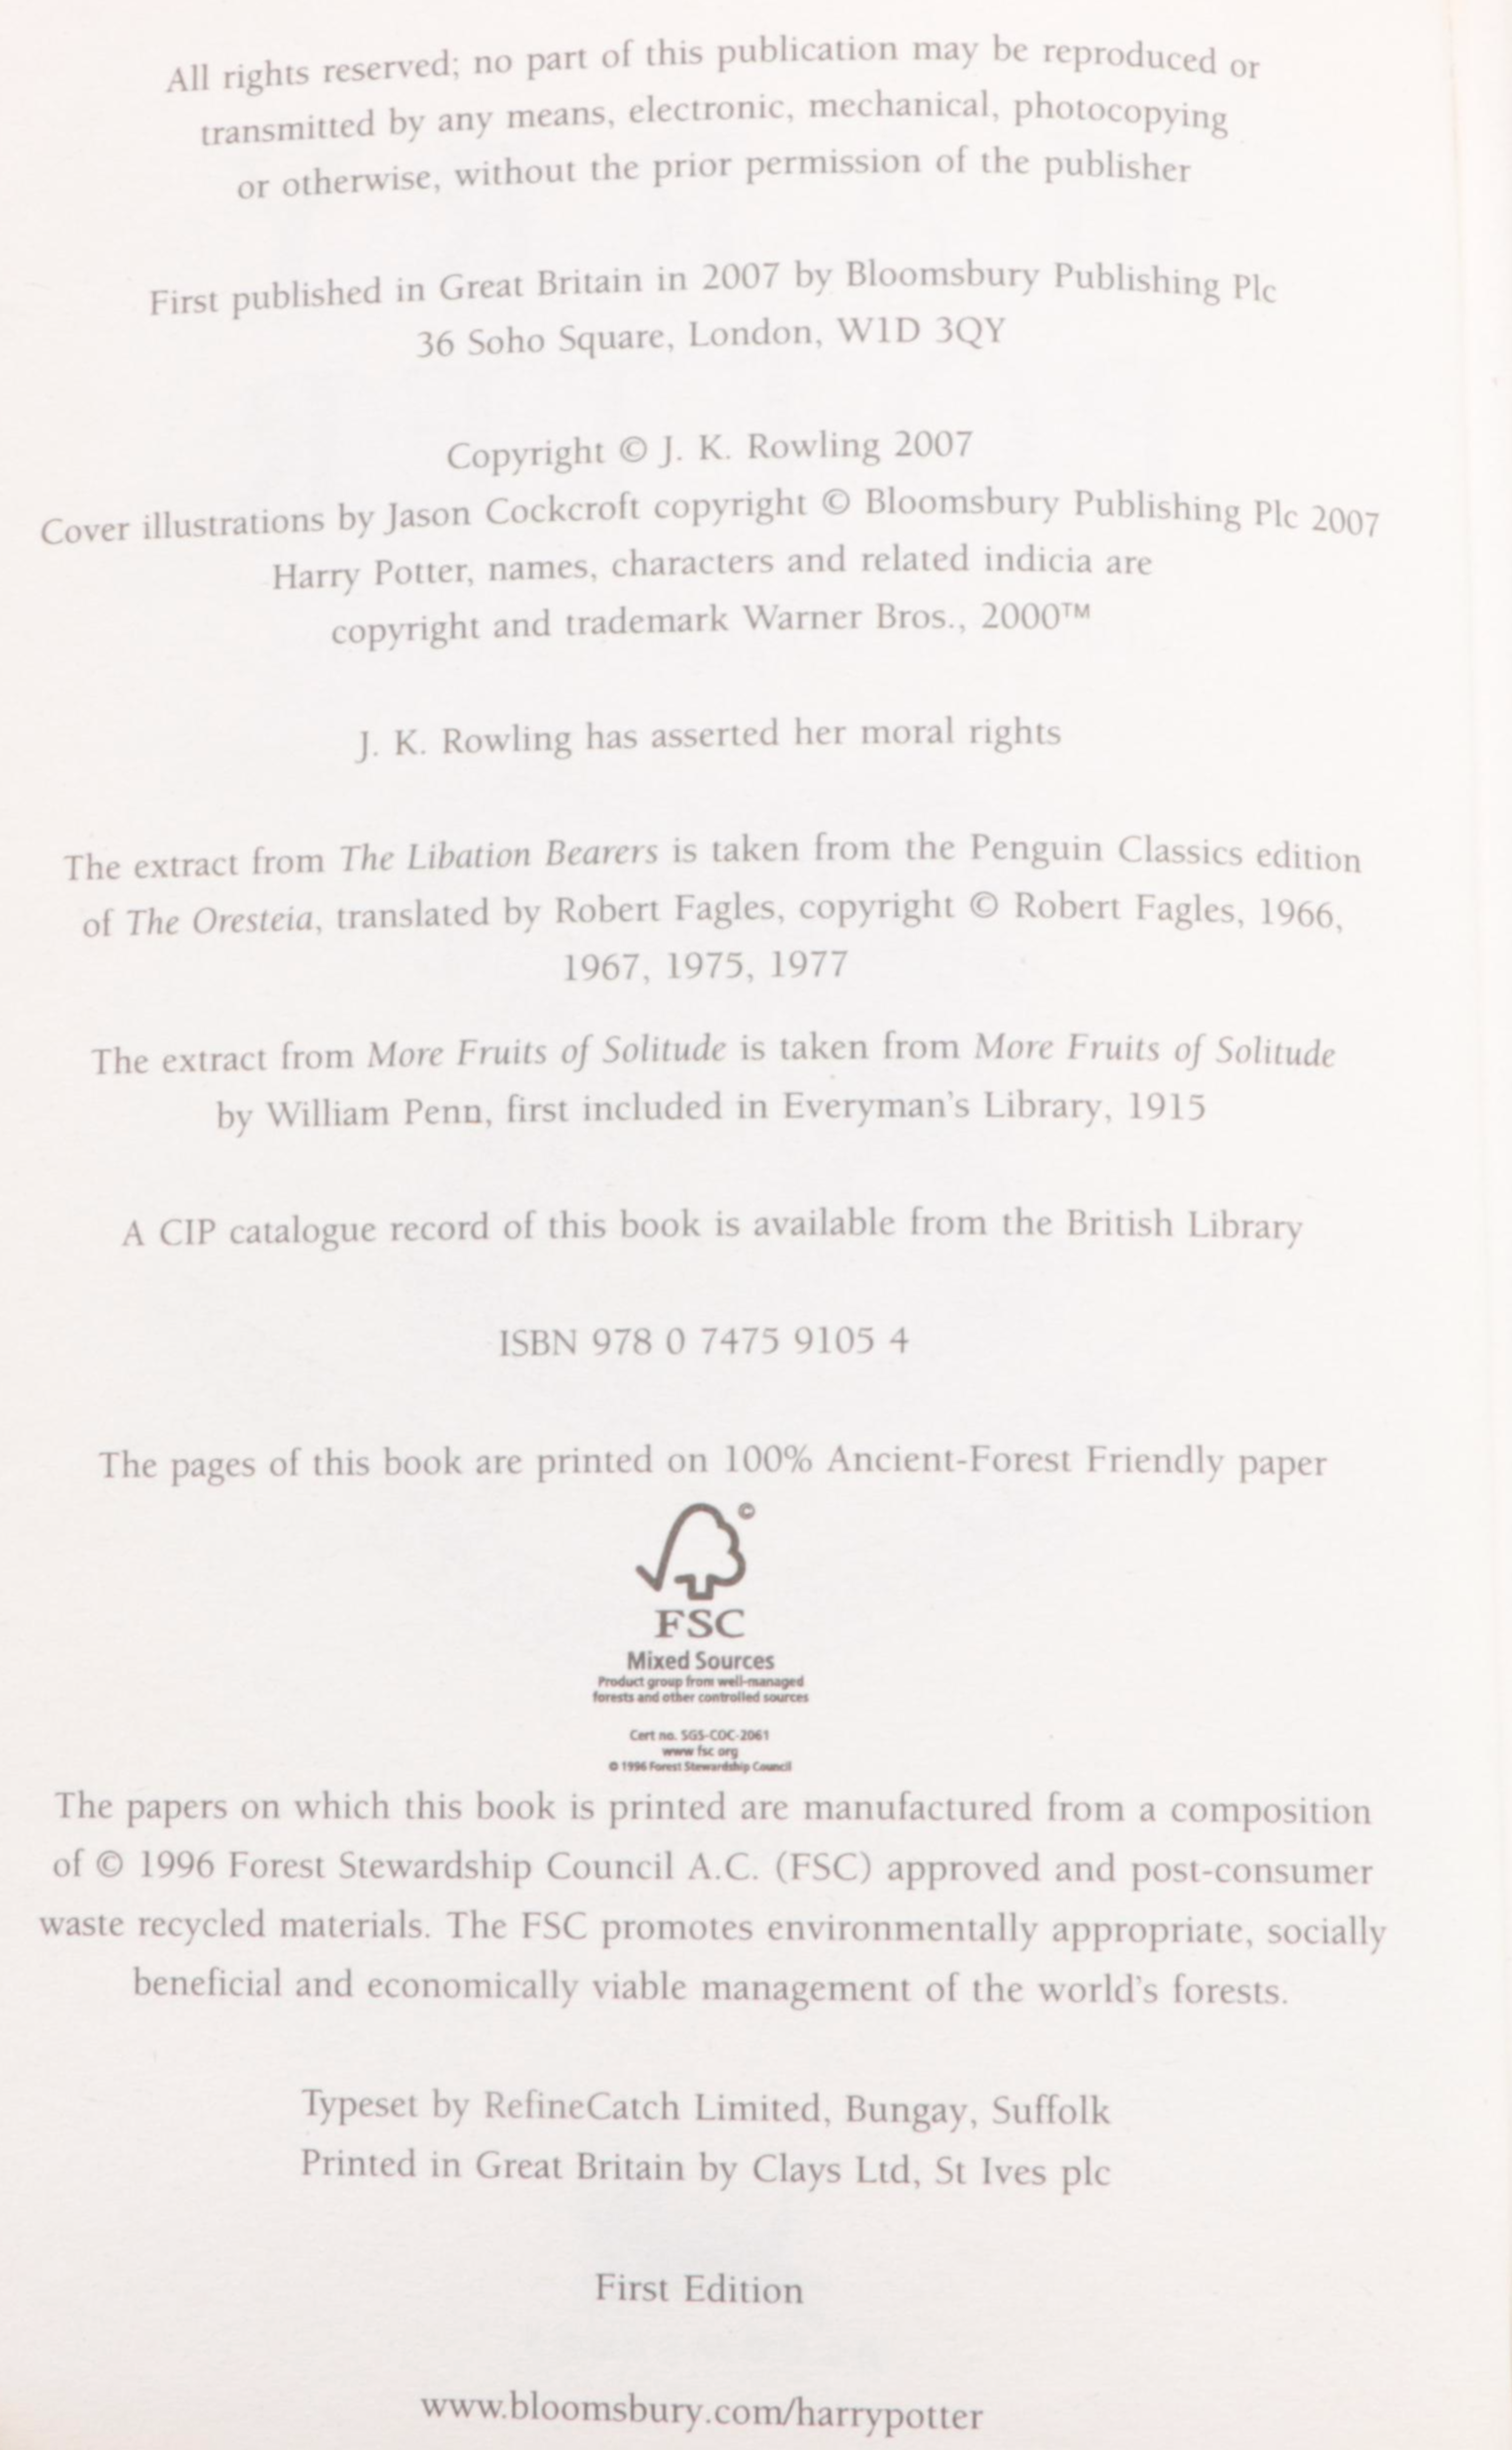 All rights reserved; no part of this publication may be reproduced or
transmitted by any means, electronic, mechanical, photocopying
or otherwise, without the prior permission of the publisher
First published in Great Britain in 2007 by Bloomsbury Publishing Plc
36 Soho Square, London, W1D 3QY
Copyright © J. K. Rowling 2007
Cover illustrations by Jason Cockcroft copyright © Bloomsbury Publishing Plc 2007
Harry Potter, names, characters and related indicia are
copyright and trademark Warner Bros., 2000™
J. K. Rowling has asserted her moral rights
The extract from The Libation Bearers is taken from the Penguin Classics edition
of The Oresteia, translated by Robert Fagles, copyright © Robert Fagles, 1966,
1967, 1975, 1977
The extract from More Fruits of Solitude is taken from More Fruits of Solitude
by William Penn, first included in Everyman's Library, 1915
A CIP catalogue record of this book is available from the British Library
ISBN 978 0 7475 9105 4
The pages of this book are printed on 100% Ancient-Forest Friendly paper
©
FSC
Mixed Sources
Product group from well-managed
forests and other controlled sources
Cert no. SGS-COC-2061
www fsc org
© 1996 Forest Stewardship Council
The papers on which this book is printed are manufactured from a composition
of © 1996 Forest Stewardship Council A.C. (FSC) approved and post-consumer
waste recycled materials. The FSC promotes environmentally appropriate, socially
beneficial and economically viable management of the world's forests.
Typeset by RefineCatch Limited, Bungay, Suffolk
Printed in Great Britain by Clays Ltd, St Ives plc
First Edition
www.bloomsbury.com/harrypotter